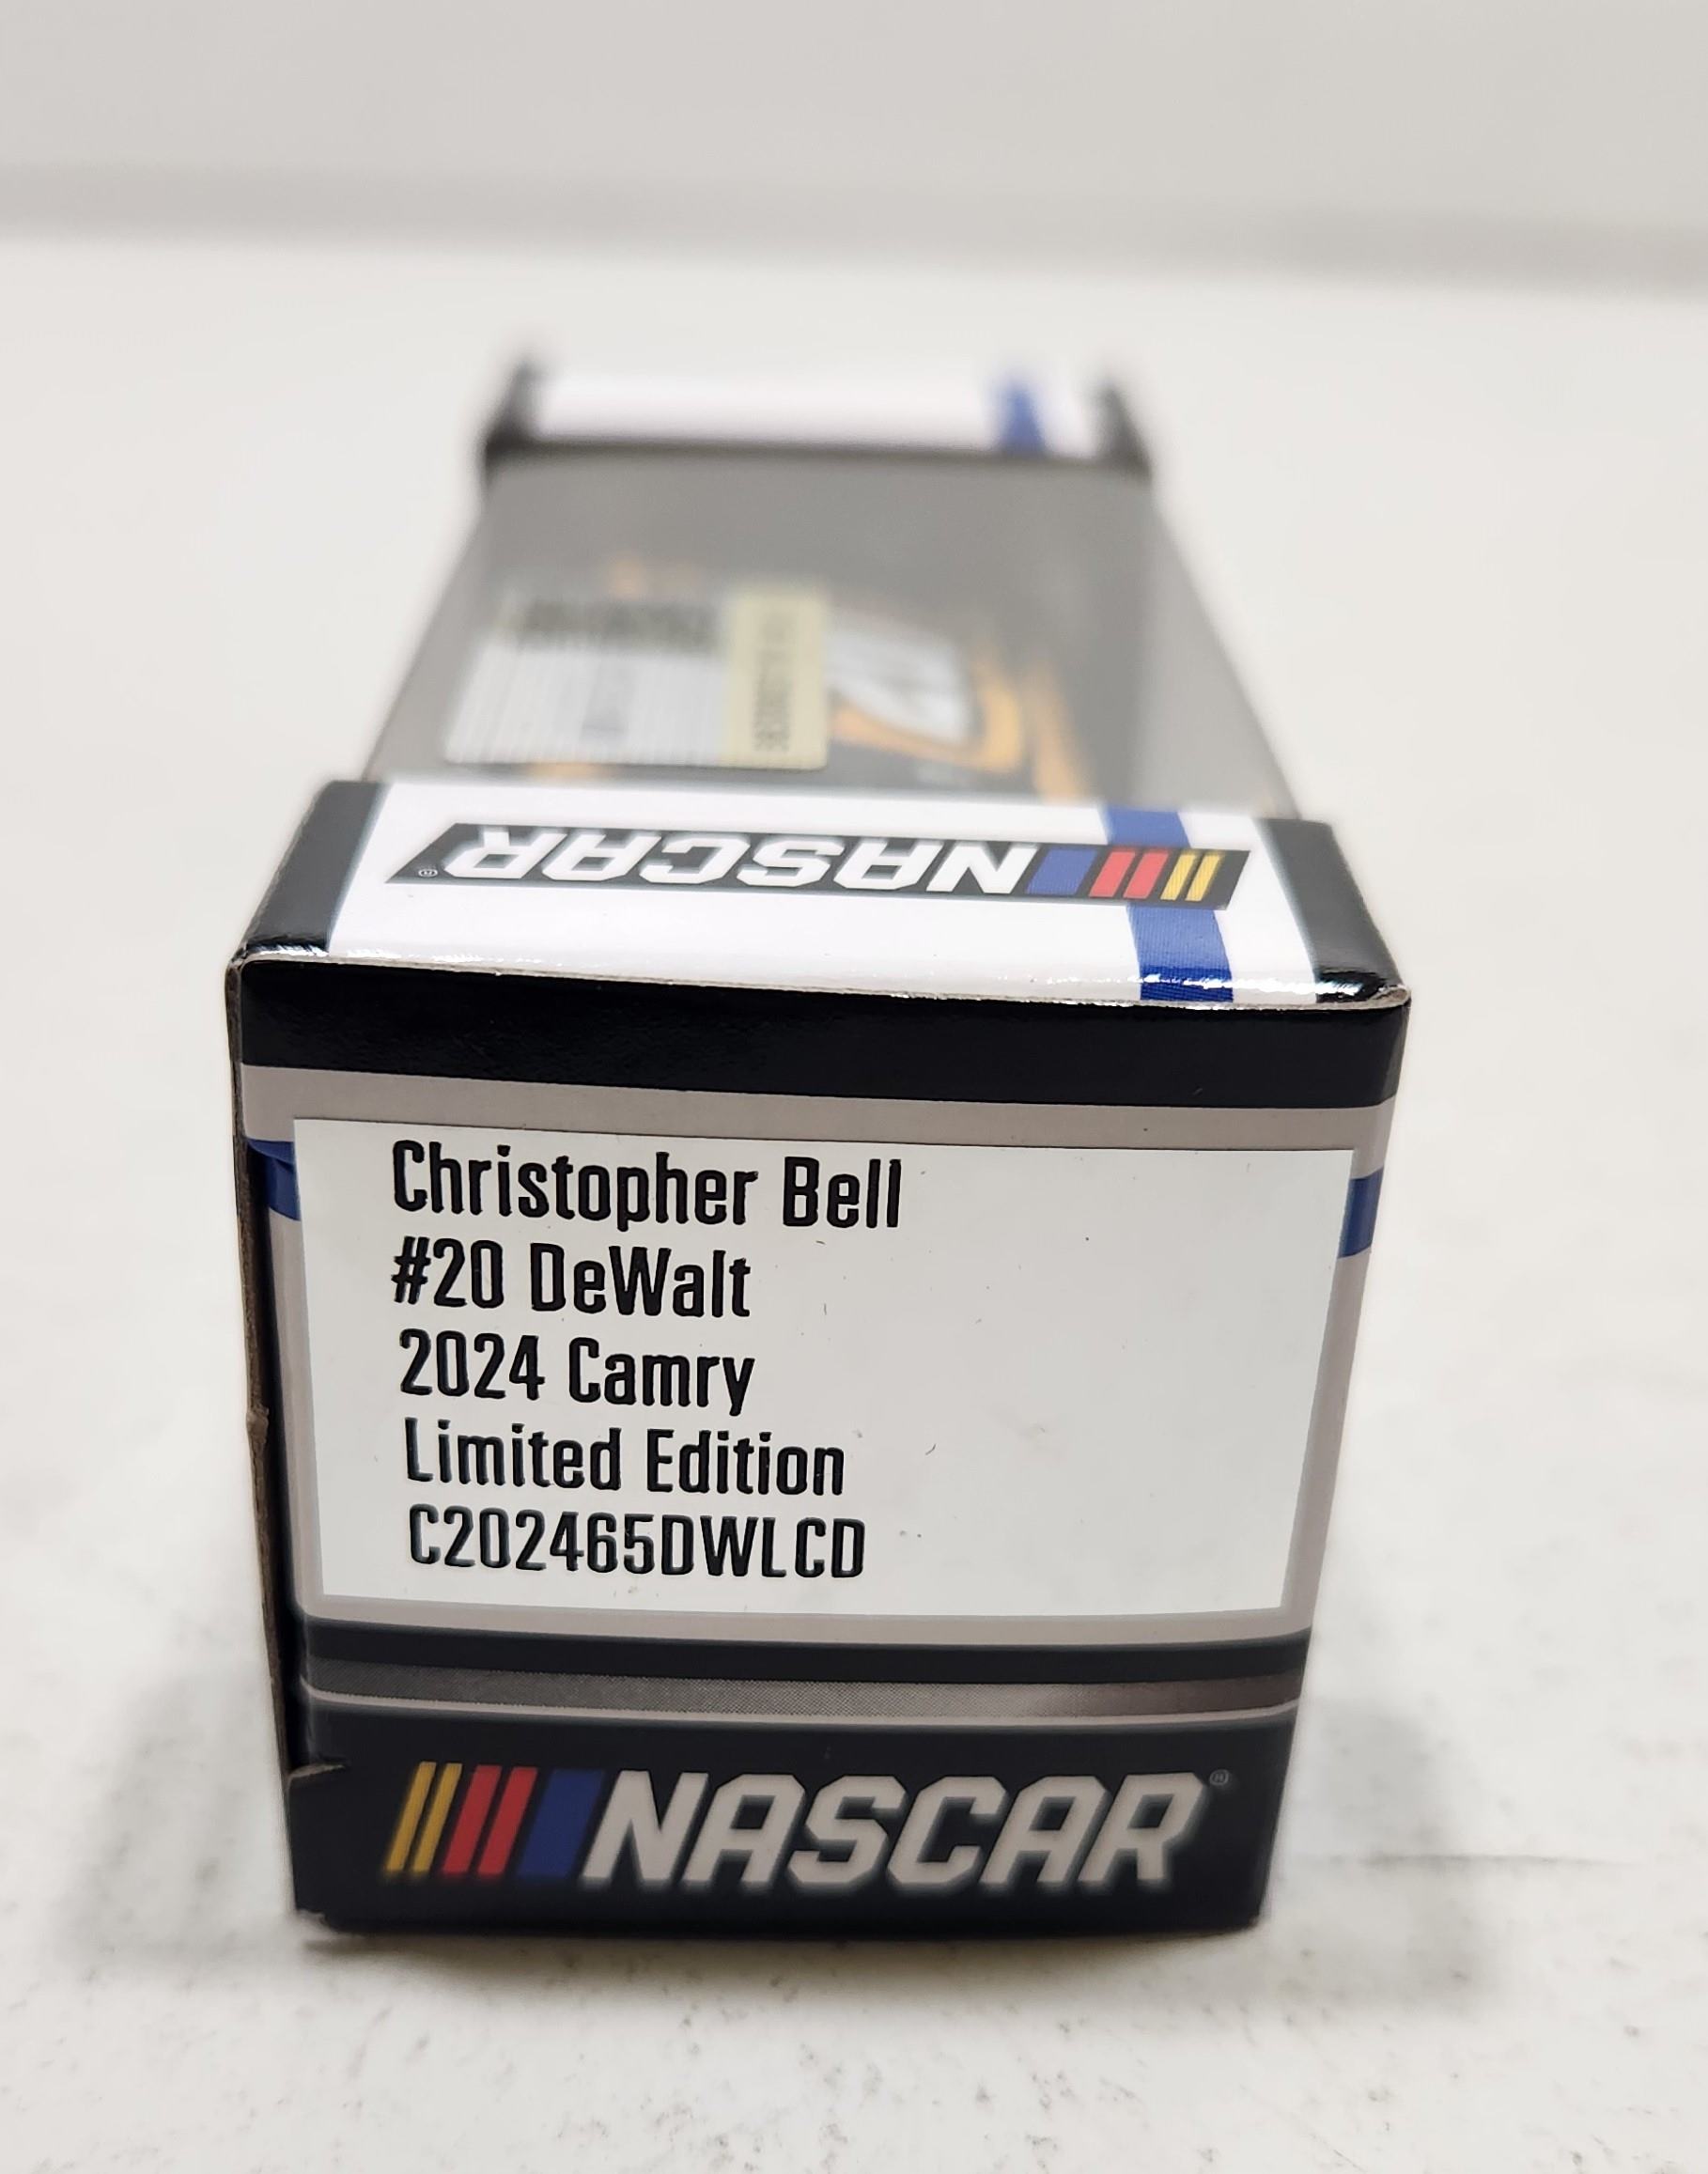 NASCAR
Christopher Bell
#20 DeWalt
2024 Camry
Limited Edition
C202465DWLCD
NASCAR